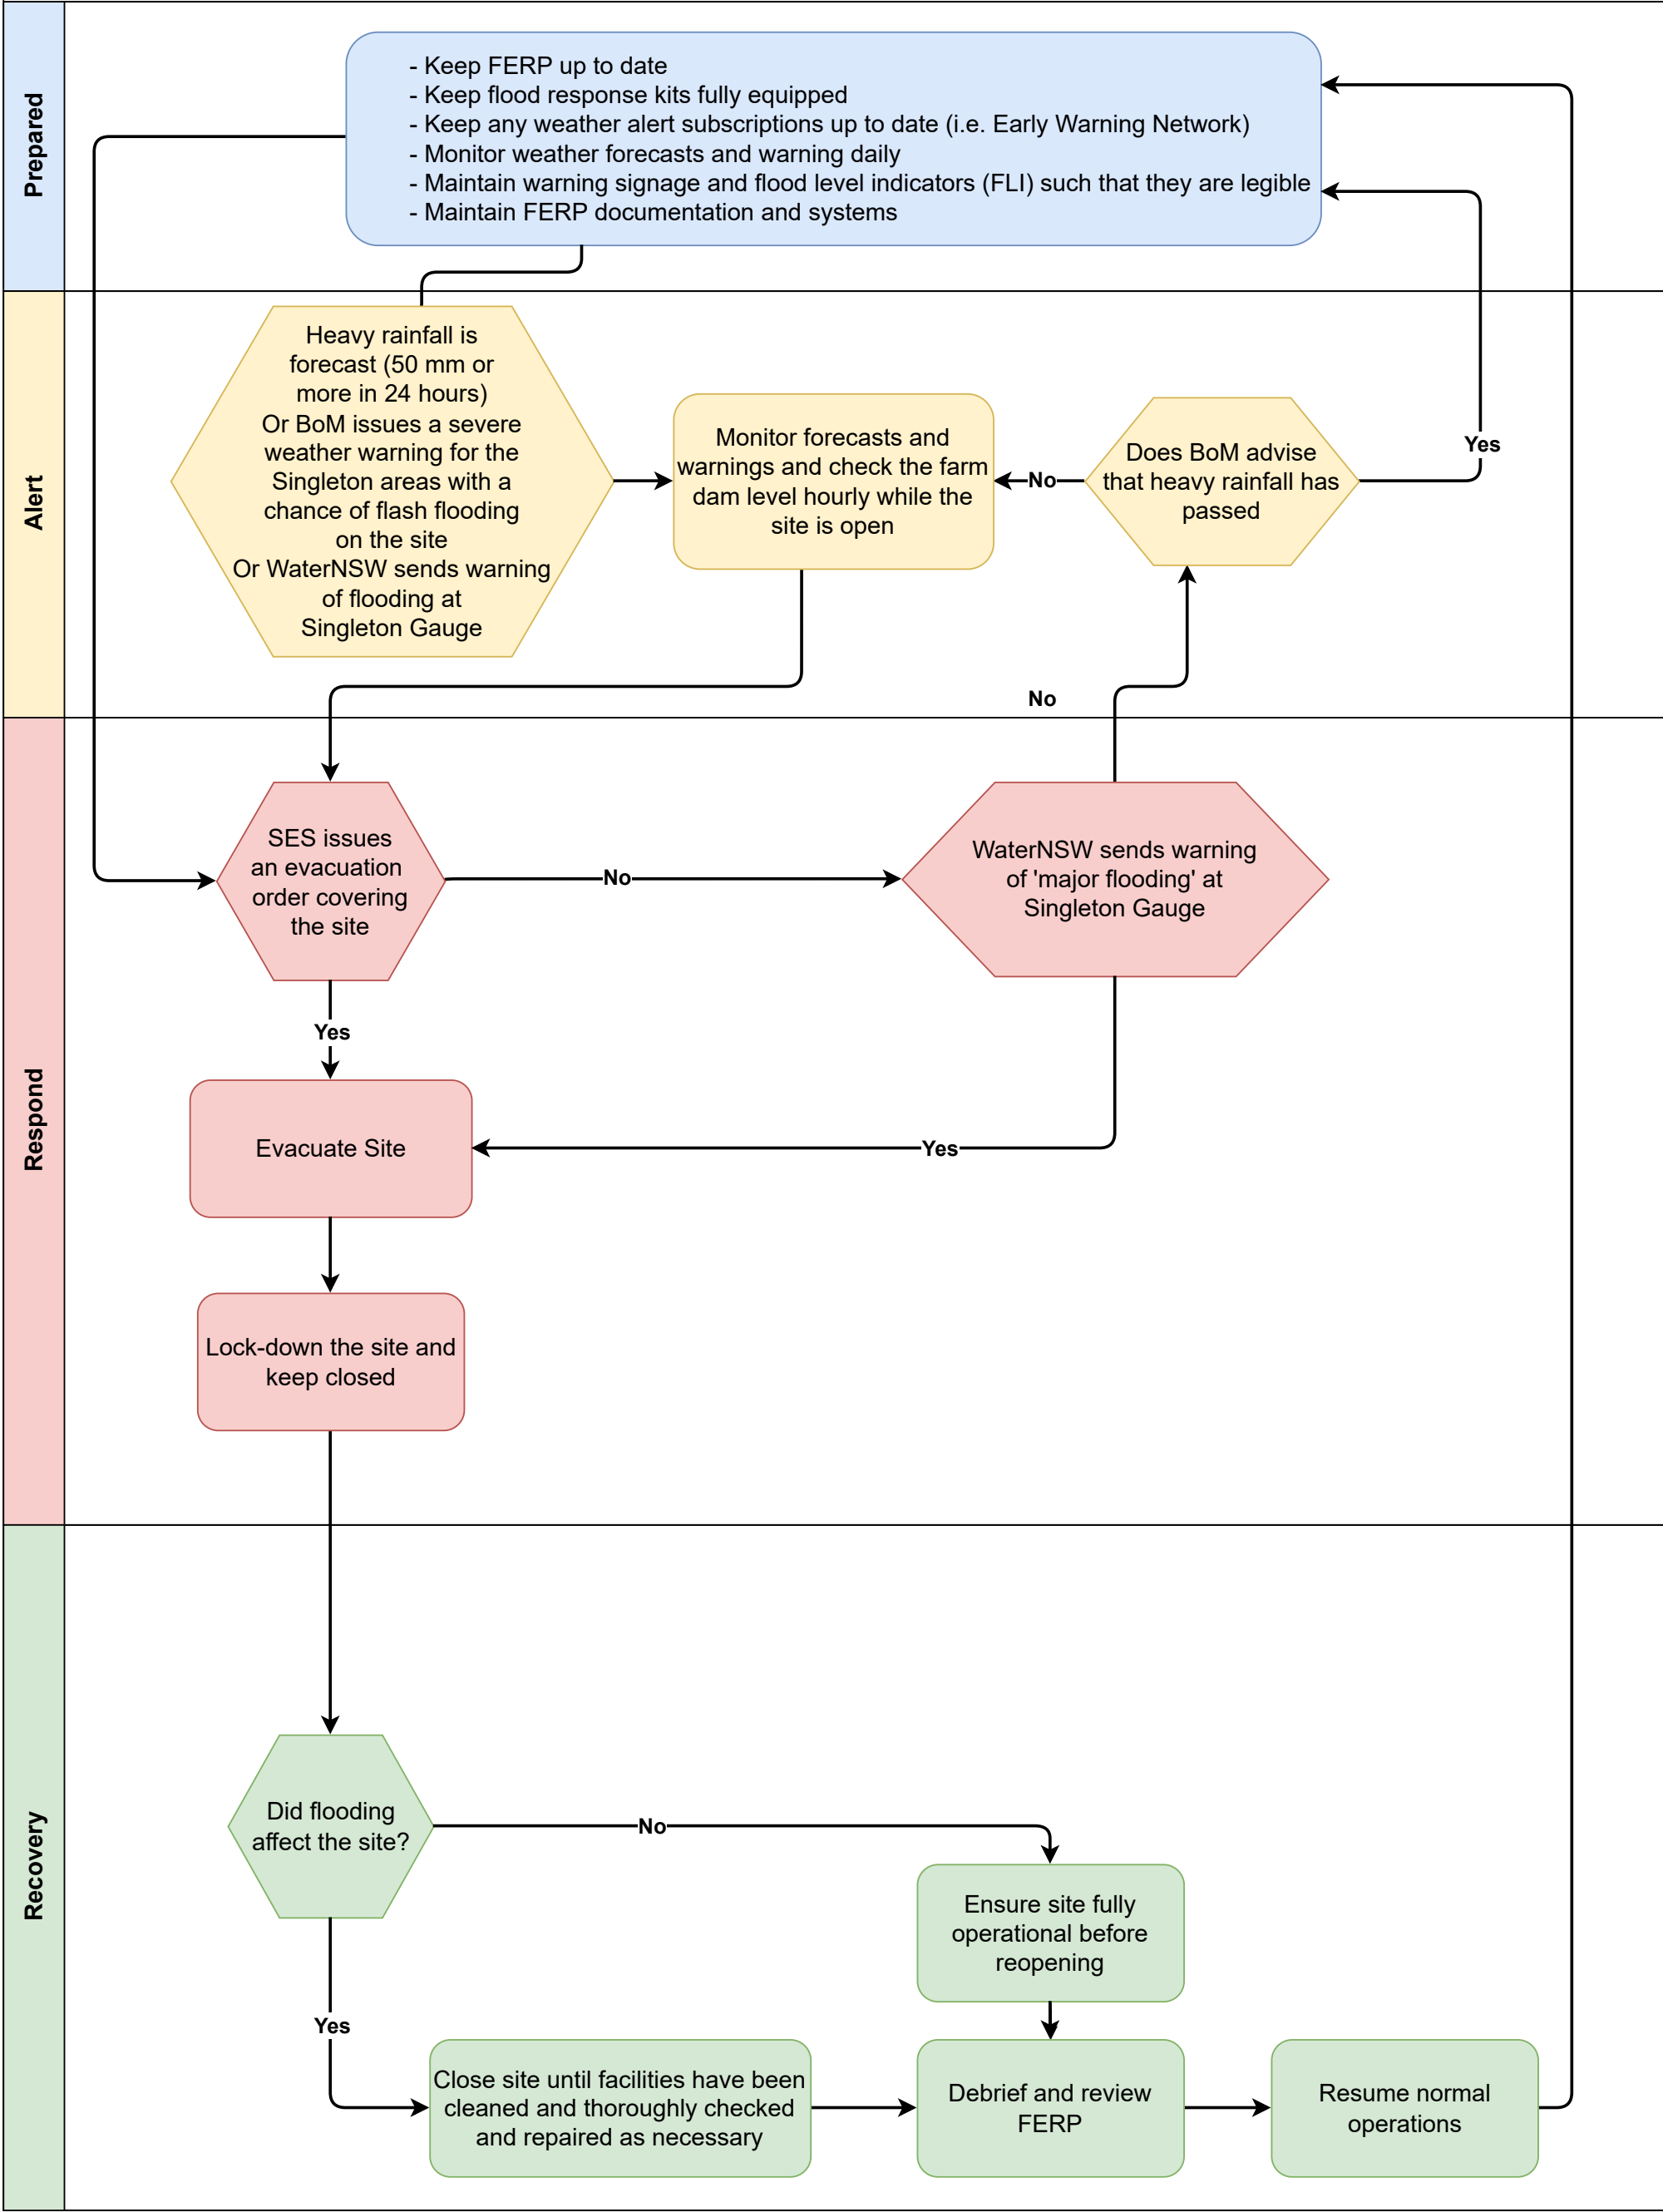 Prepared
- Keep FERP up to date
- Keep flood response kits fully equipped
- Keep any weather alert subscriptions up to date (i.e. Early Warning Network)
- Monitor weather forecasts and warning daily
- Maintain warning signage and flood level indicators (FLI) such that they are legible
- Maintain FERP documentation and systems
Alert
Heavy rainfall is
forecast (50 mm or
more in 24 hours)
Or BoM issues a severe
weather warning for the
Singleton areas with a
chance of flash flooding
on the site
Or WaterNSW sends warning
of flooding at
Singleton Gauge
Monitor forecasts and
warnings and check the farm
dam level hourly while the
site is open
No
Does BoM advise
that heavy rainfall has
passed
Yes
No
Respond
SES issues
an evacuation
order covering
the site
No
WaterNSW sends warning
of 'major flooding' at
Singleton Gauge
Yes
Evacuate Site
Yes
Lock-down the site and
keep closed
Recovery
Did flooding
affect the site?
No
Ensure site fully
operational before
reopening
Yes
Close site until facilities have been
cleaned and thoroughly checked
and repaired as necessary
Debrief and review
FERP
Resume normal
operations